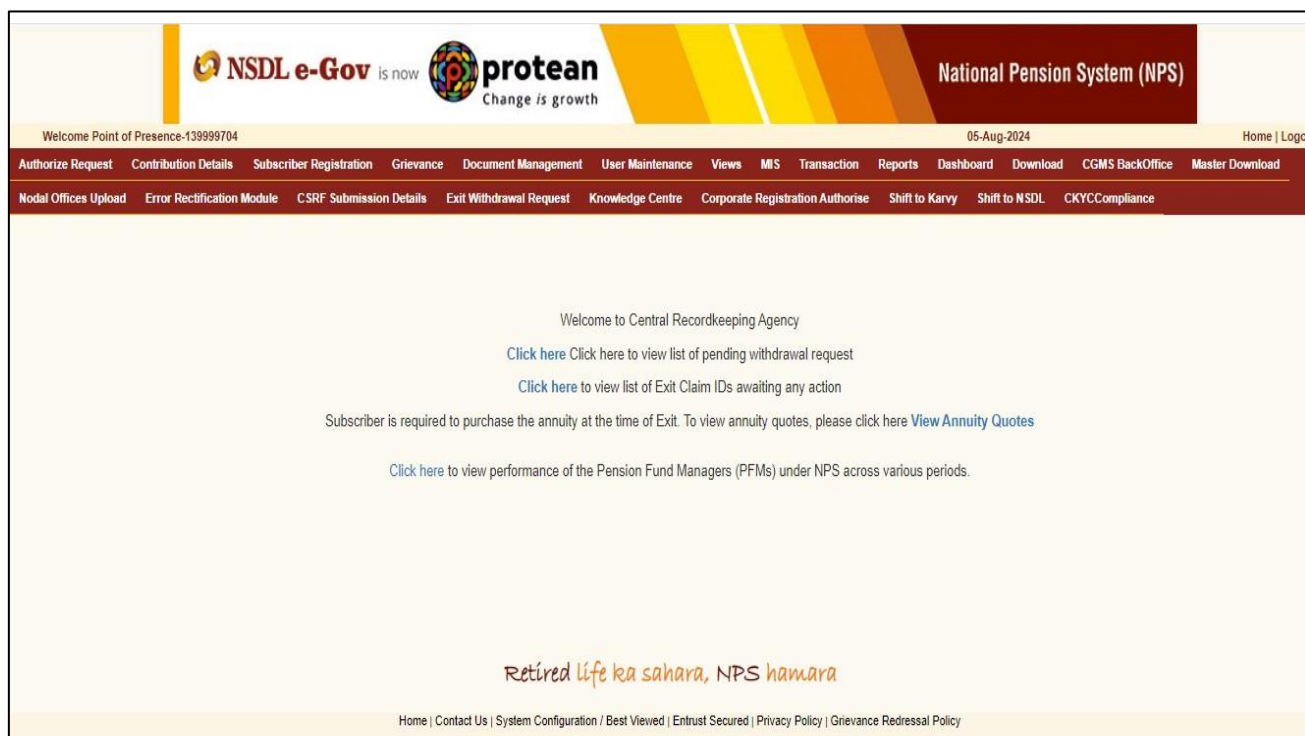 NSDL e-Gov is now protean
Change is growth
National Pension System (NPS)
Welcome Point of Presence-139999704 05-Aug-2024 Home | Logo
Authorize Request Contribution Details Subscriber Registration Grievance Document Management User Maintenance Views MIS Transaction Reports Dashboard Download CGMS BackOffice Master Download
Nodal Offices Upload Error Rectification Module CSRF Submission Details Exit Withdrawal Request Knowledge Centre Corporate Registration Authorise Shift to Karvy Shift to NSDL CKYCCompliance
Welcome to Central Recordkeeping Agency
Click here Click here to view list of pending withdrawal request
Click here to view list of Exit Claim IDs awaiting any action
Subscriber is required to purchase the annuity at the time of Exit. To view annuity quotes, please click here View Annuity Quotes
Click here to view performance of the Pension Fund Managers (PFMs) under NPS across various periods.
Retired life ka sahara, NPS hamara
Home | Contact Us | System Configuration / Best Viewed | Entrust Secured | Privacy Policy | Grievance Redressal Policy